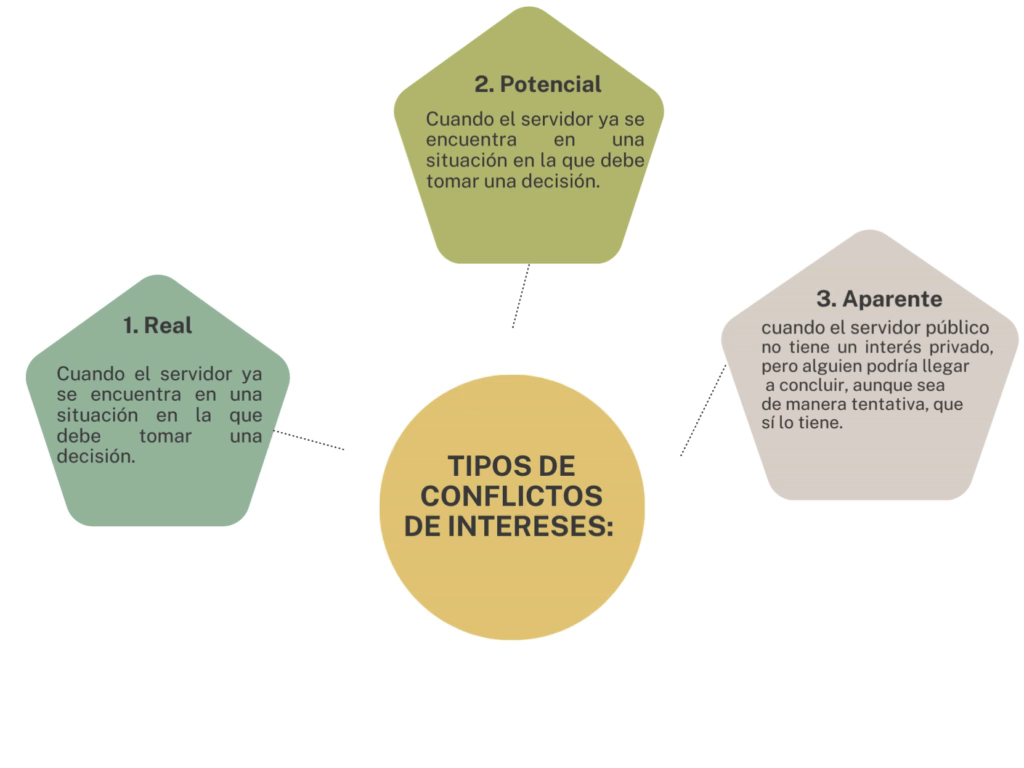 2. Potencial
Cuando el servidor ya se
encuentra en una
situación en la que debe
tomar una decisión.
1. Real
Cuando el servidor ya
se encuentra en una
situación en la que
debe tomar una
decisión.
3. Aparente
cuando el servidor público
no tiene un interés privado,
pero alguien podría llegar
a concluir, aunque sea
de manera tentativa, que
sí lo tiene.
TIPOS DE
CONFLICTOS
DE INTERESES: